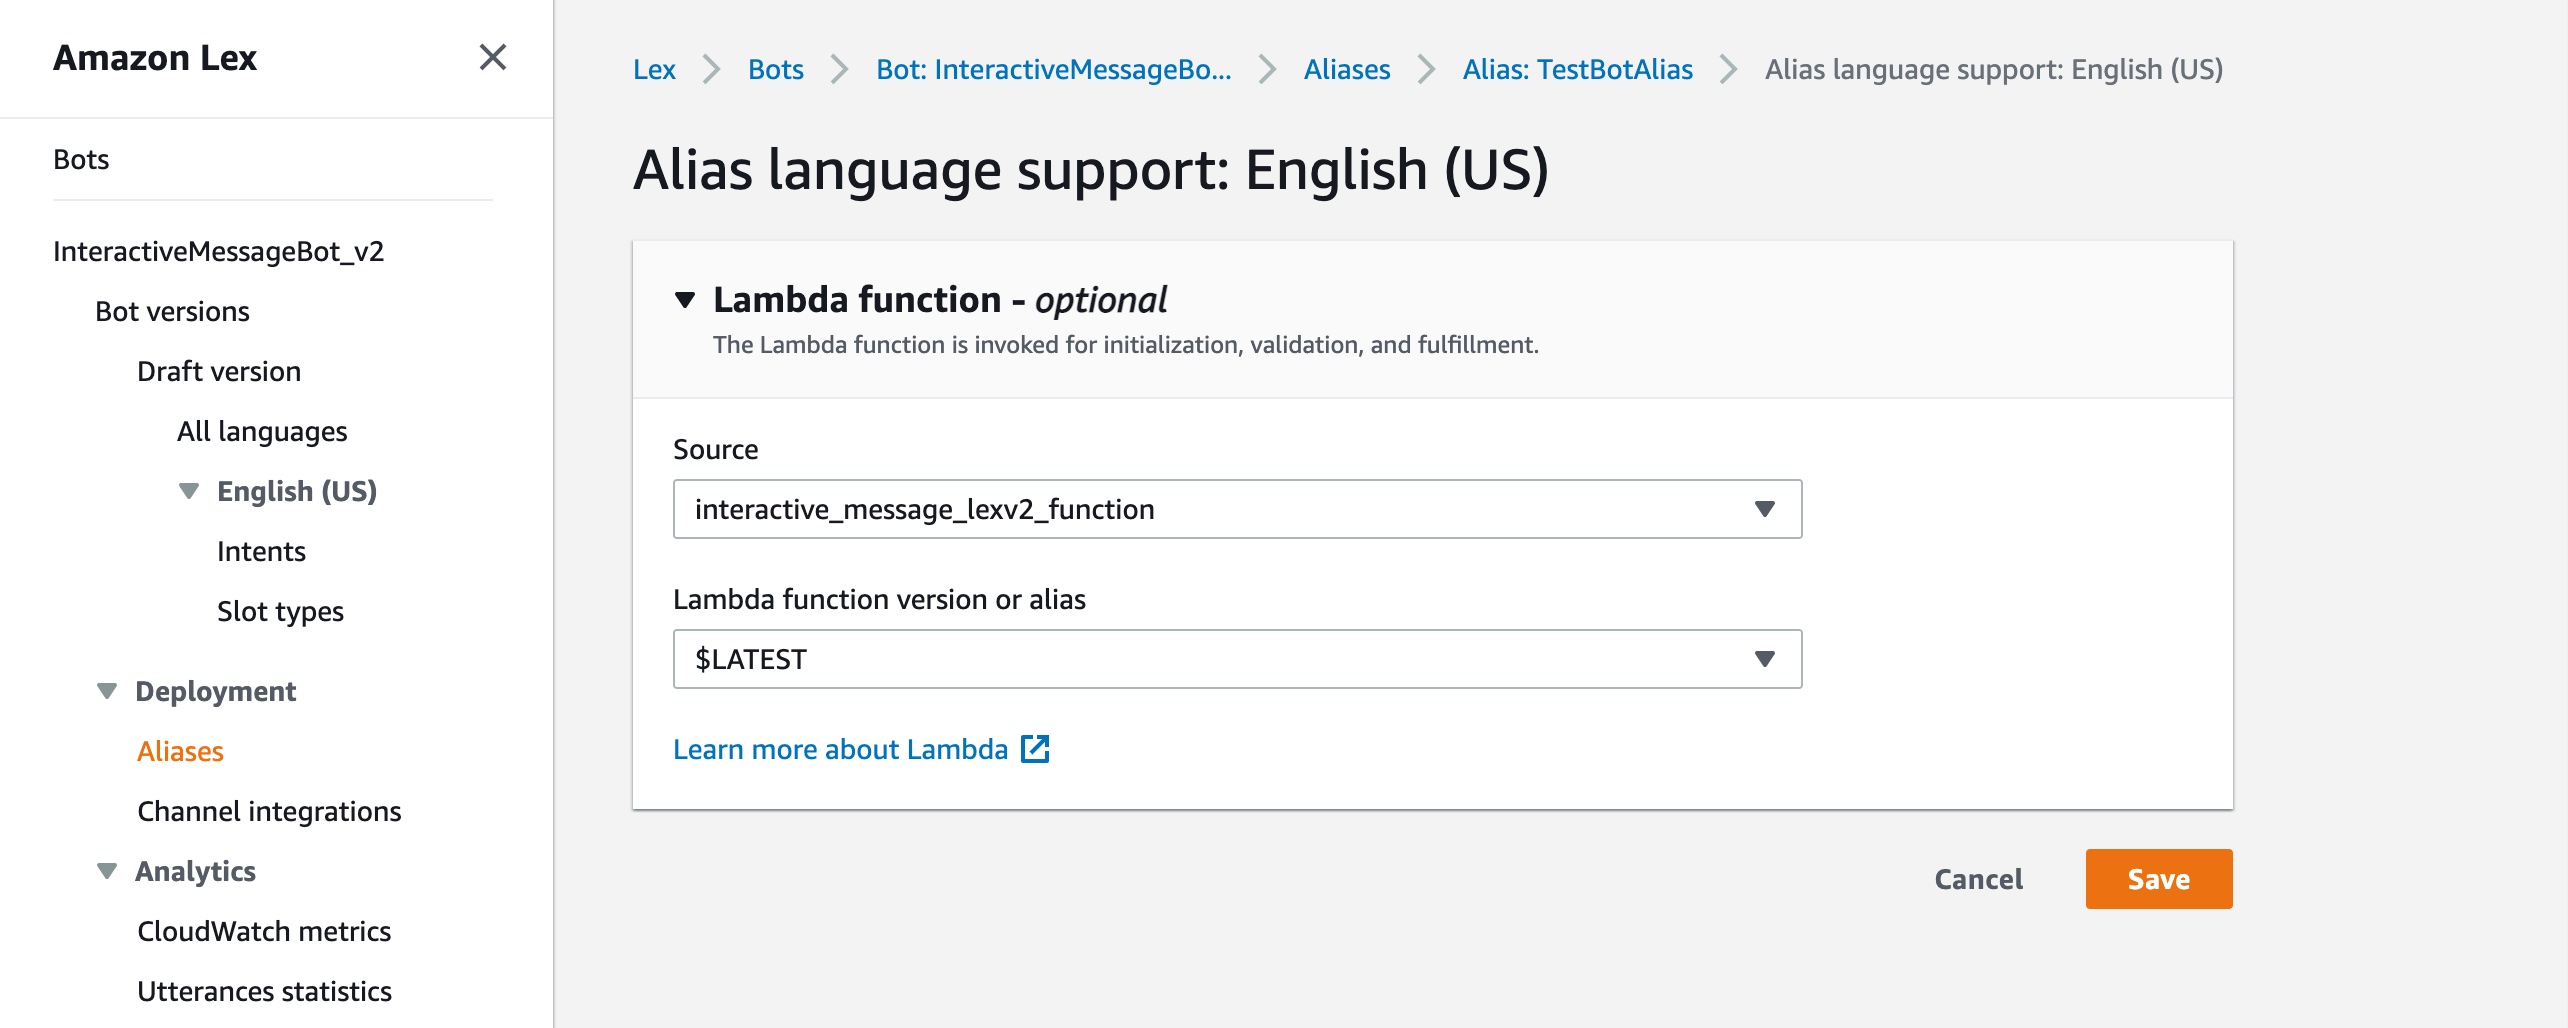 Amazon Lex
Bots
InteractiveMessageBot_v2
Bot versions
Draft version
All languages
English (US)
Intents
Slot types
Deployment
Aliases
Channel integrations
Analytics
CloudWatch metrics
Utterances statistics
Lex Bots Bot: InteractiveMessageBo... Aliases Alias: TestBotAlias Alias language support: English (US)
Alias language support: English (US)
Lambda function - optional
The Lambda function is invoked for initialization, validation, and fulfillment.
Source
interactive_message_lexv2_function
Lambda function version or alias
$LATEST
Learn more about Lambda
Cancel Save